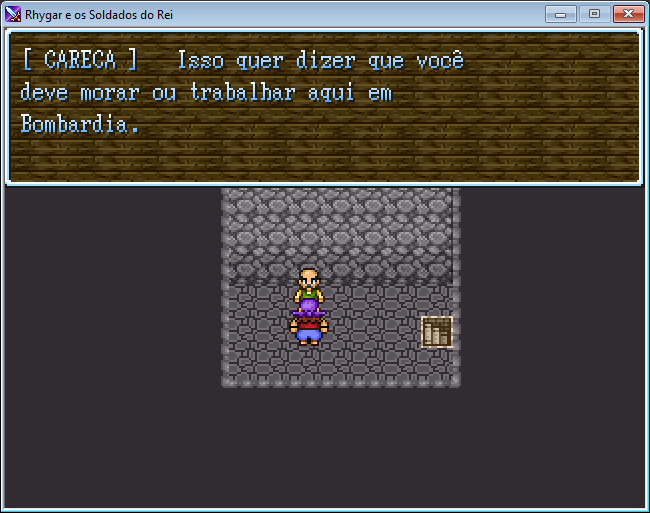 Rhygar e os Soldados do Rei
[ CARECA ] Isso quer dizer que você
deve morar ou trabalhar aqui em
Bombardia.